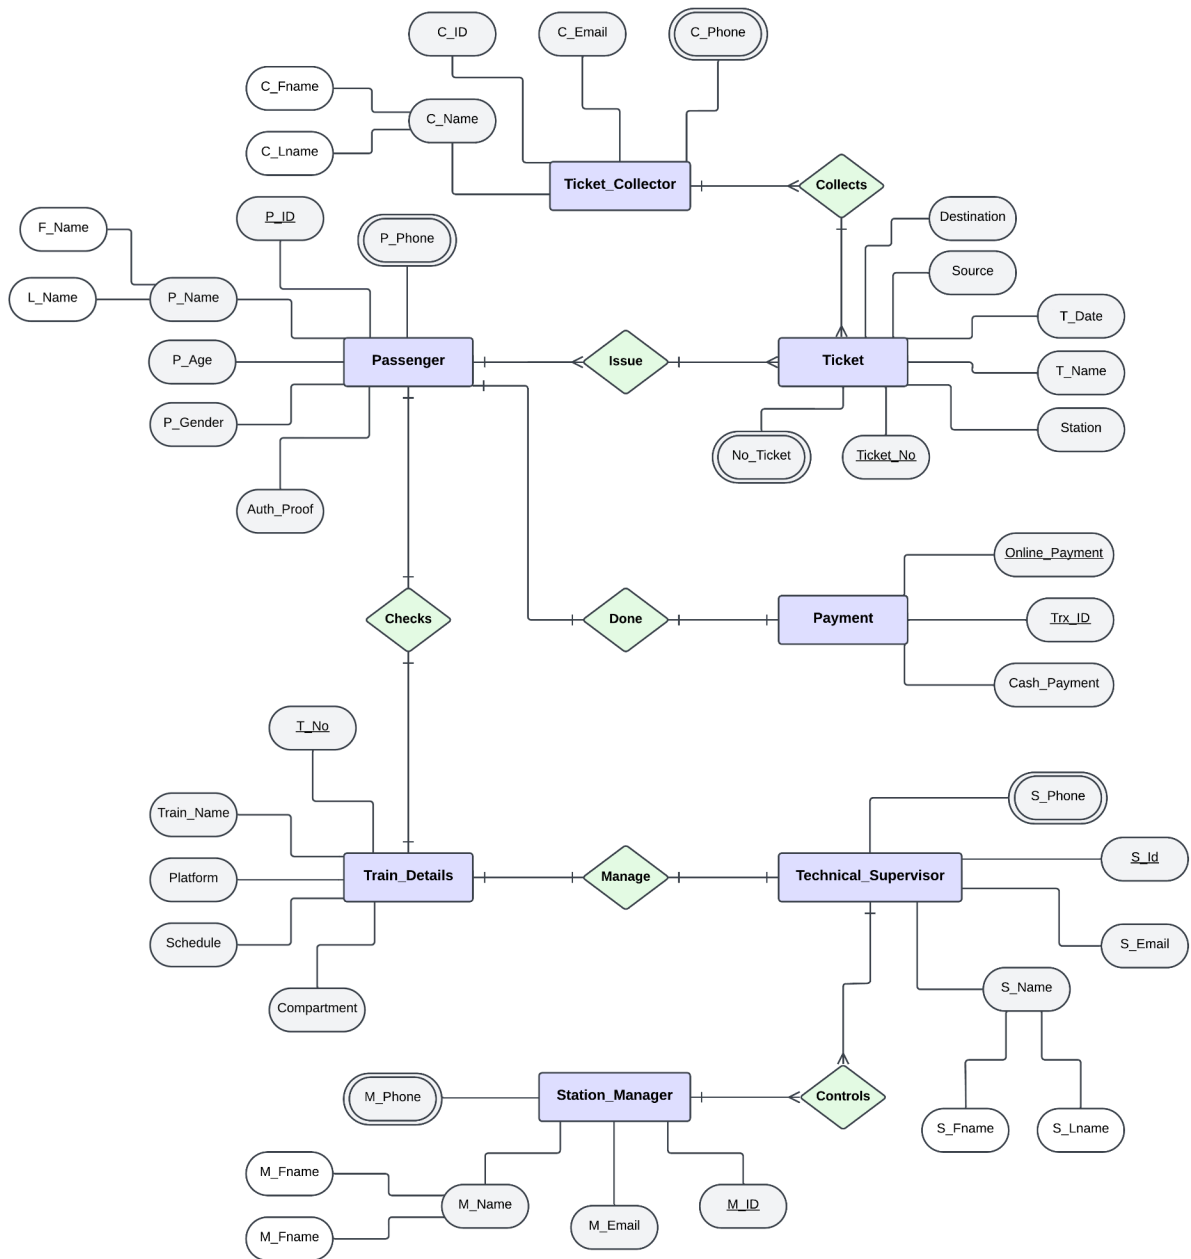 C_ID
C_Email
C_Phone
C_Fname
C_Name
C_Lname
Ticket_Collector
Collects
P_ID
P_Phone
F_Name
L_Name
P_Name
Destination
Source
T_Date
P_Age
Passenger
Issue
Ticket
T_Name
P_Gender
Station
No_Ticket
Ticket_No
Auth_Proof
Online_Payment
Checks
Done
Payment
Trx_ID
Cash_Payment
T_No
S_Phone
Train_Name
S_Id
Platform
Train_Details
Manage
Technical_Supervisor
Schedule
S_Email
Compartment
S_Name
M_Phone
Station_Manager
Controls
S_Fname
S_Lname
M_Fname
M_Name
M_Email
M_ID
M_Fname